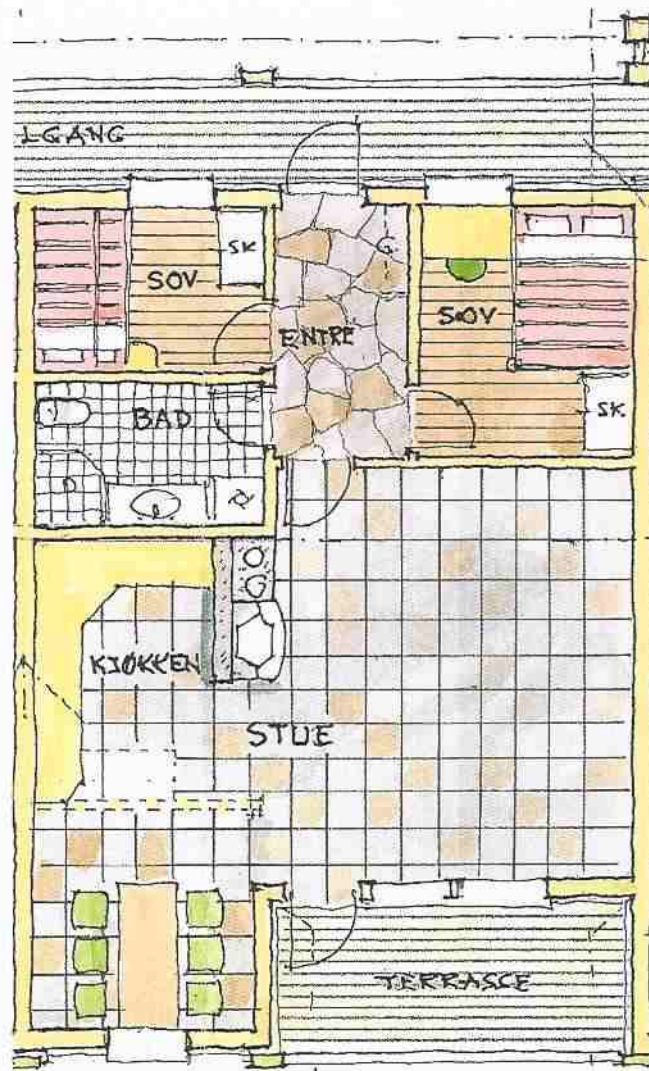 LGANG
SK
SOV
G
ENTRE
SOV
SK
BAD
KJØKKEN
STUE
TERRASSE